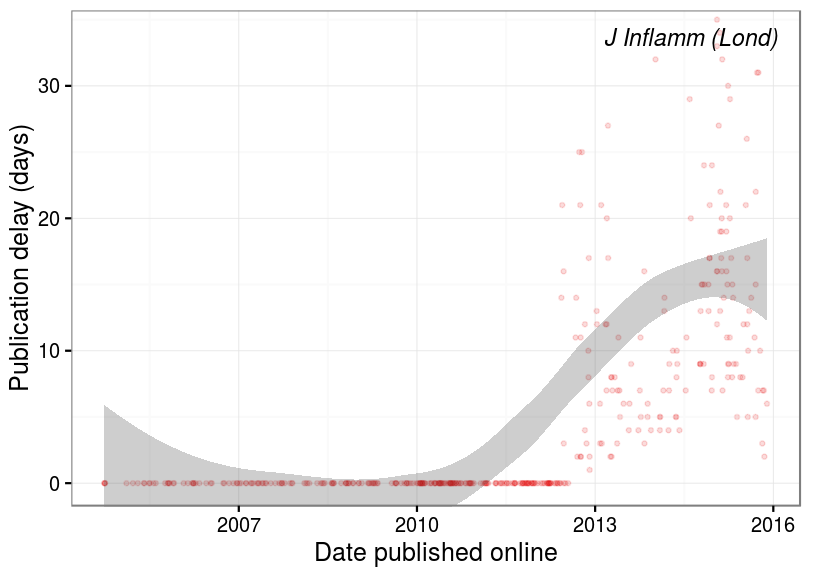 J Inflamm (Lond)
Publication delay (days)
30
20
10
0
2007 2010 2013 2016
Date published online